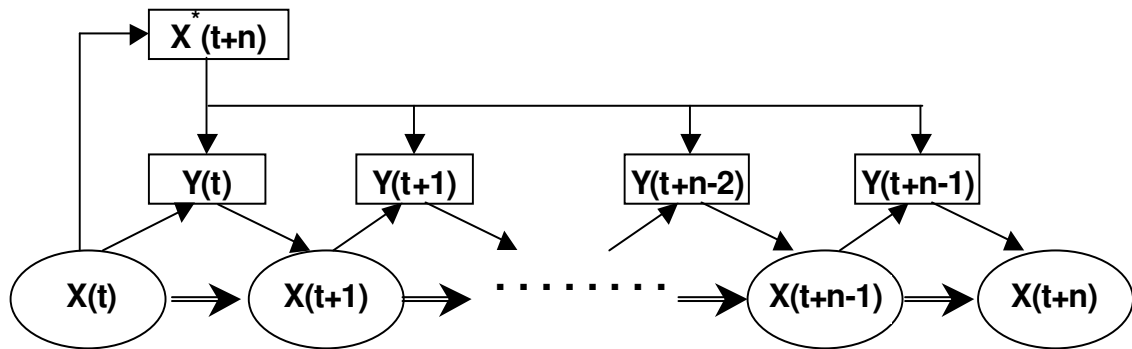 X*(t+n)
Y(t) Y(t+1) Y(t+n-2) Y(t+n-1)
X(t) X(t+1) ........ X(t+n-1) X(t+n)